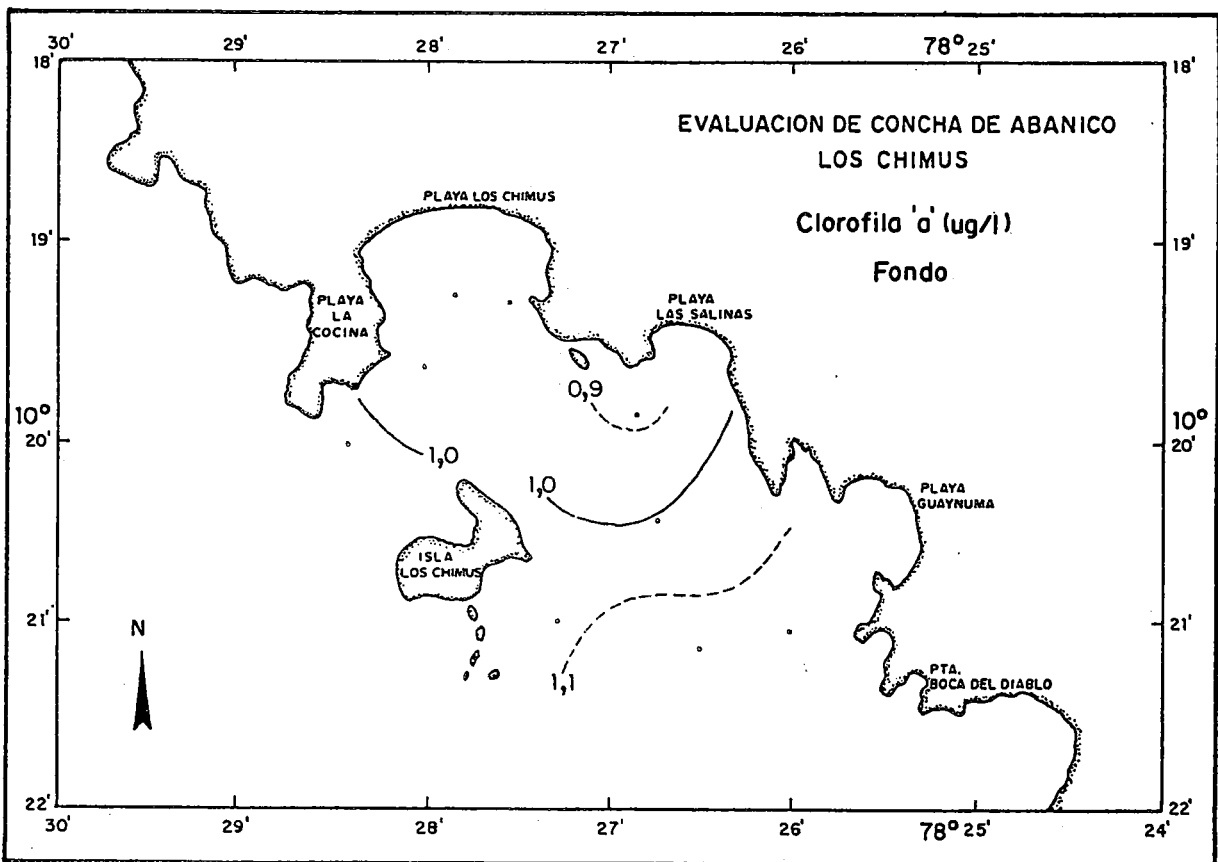 30' 29' 28' 27' 26' 78° 25'
18' 18'
EVALUACION DE CONCHA DE ABANICO
LOS CHIMUS
Clorofila 'a' (ug/l)
Fondo
PLAYA LOS CHIMUS
19' 19'
PLAYA
LA
COCINA
PLAYA
LAS SALINAS
0,9
10° 10°
20' 20'
1,0
1,0
PLAYA
GUAYNUMA
ISLA
LOS CHIMUS
21' 21'
N
1,1
PTA.
BOCA DEL DIABLO
22' 22'
30' 29' 28' 27' 26' 78° 25' 24'